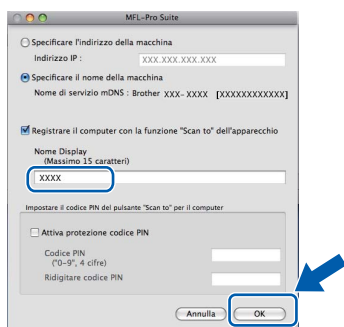 MFL-Pro Suite
Specificare l'indirizzo della macchina
Indirizzo IP :
XXX.XXX.XXX.XXX
Specificare il nome della macchina
Nome di servizio mDNS : Brother XXX-XXXX [XXXXXXXXXXXX]
Registrare il computer con la funzione "Scan to" dell'apparecchio
Nome Display
(Massimo 15 caratteri)
XXXX
Impostare il codice PIN del pulsante "Scan to" per il computer
Attiva protezione codice PIN
Codice PIN
("0-9", 4 cifre)
Ridigitare codice PIN
Annulla
OK